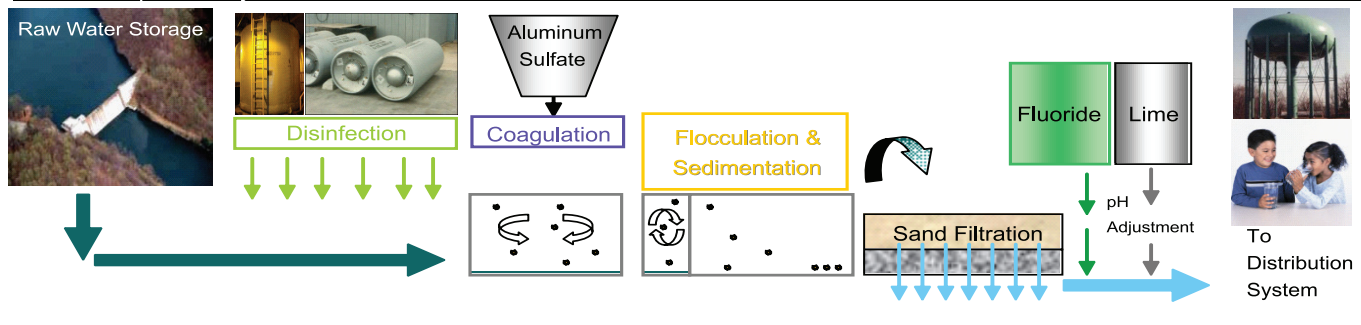 Raw Water Storage
Disinfection
Aluminum
Sulfate
Coagulation
Flocculation &
Sedimentation
Sand Filtration
Fluoride
Lime
pH
Adjustment
To
Distribution
System